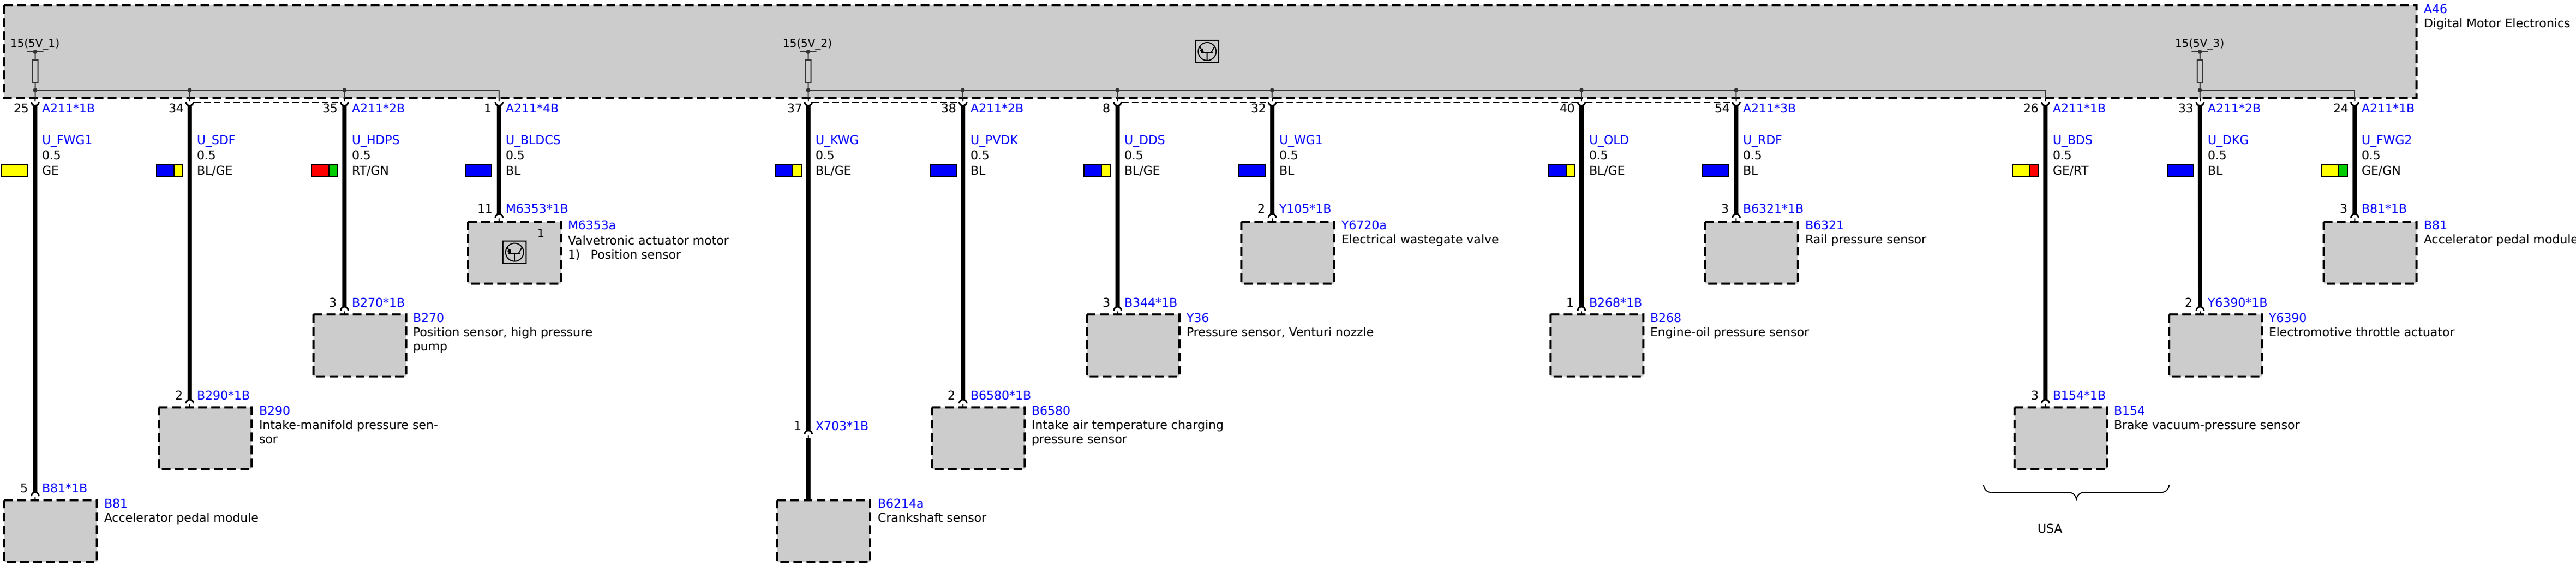 A46
Digital Motor Electronics
15(5V_1)
15(5V_2)
15(5V_3)
25 A211*1B
34
35 A211*2B
1 A211*4B
37
38 A211*2B
8
32
40
54 A211*3B
26 A211*1B
33 A211*2B
24 A211*1B
U_FWG1
0.5
GE
U_SDF
0.5
BL/GE
U_HDPS
0.5
RT/GN
U_BLDCS
0.5
BL
U_KWG
0.5
BL/GE
U_PVDK
0.5
BL
U_DDS
0.5
BL/GE
U_WG1
0.5
BL
U_OLD
0.5
BL/GE
U_RDF
0.5
BL
U_BDS
0.5
GE/RT
U_DKG
0.5
BL
U_FWG2
0.5
GE/GN
11 M6353*1B
1
M6353a
Valvetronic actuator motor
1) Position sensor
2 Y105*1B
Y6720a
Electrical wastegate valve
3 B6321*1B
B6321
Rail pressure sensor
3 B81*1B
B81
Accelerator pedal module
3 B270*1B
B270
Position sensor, high pressure
pump
3 B344*1B
Y36
Pressure sensor, Venturi nozzle
1 B268*1B
B268
Engine-oil pressure sensor
2 Y6390*1B
Y6390
Electromotive throttle actuator
2 B290*1B
B290
Intake-manifold pressure sen-
sor
1 X703*1B
2 B6580*1B
B6580
Intake air temperature charging
pressure sensor
3 B154*1B
B154
Brake vacuum-pressure sensor
5 B81*1B
B81
Accelerator pedal module
B6214a
Crankshaft sensor
USA